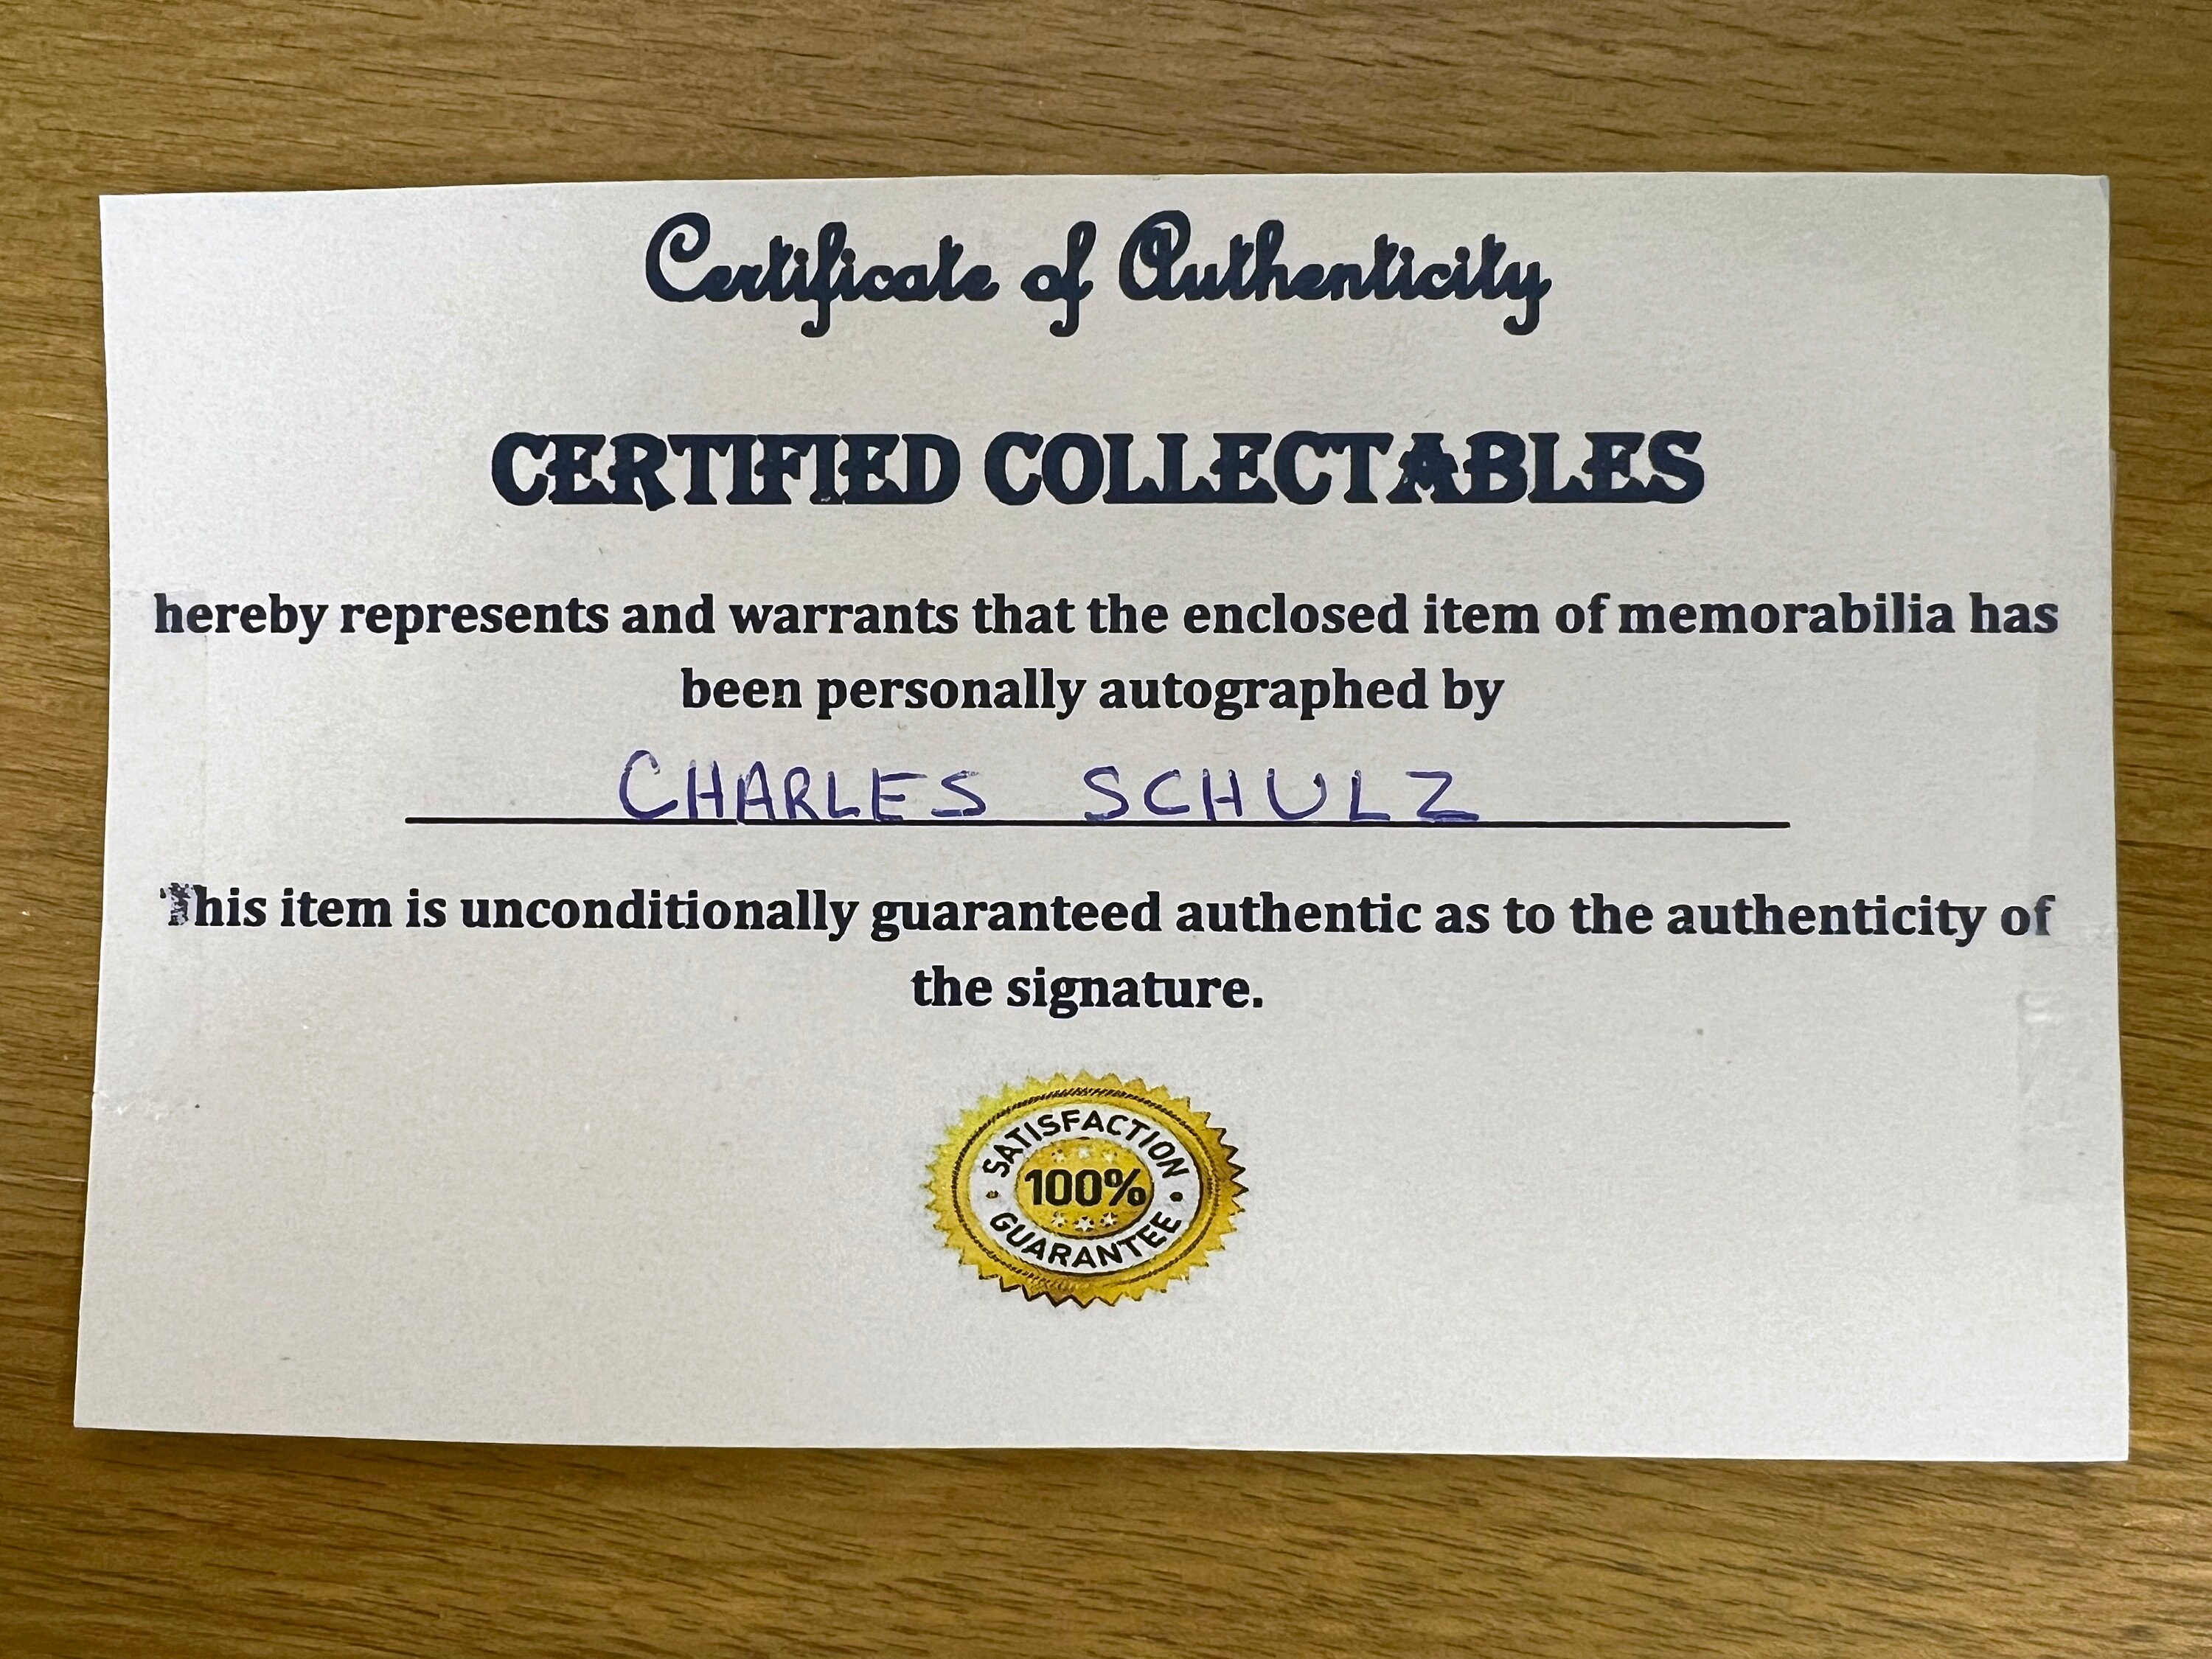 Certificate of Authenticity
CERTIFIED COLLECTABLES
hereby represents and warrants that the enclosed item of memorabilia has
been personally autographed by
CHARLES SCHULZ
This item is unconditionally guaranteed authentic as to the authenticity of
the signature.
SATISFACTION
100%
GUARANTEE